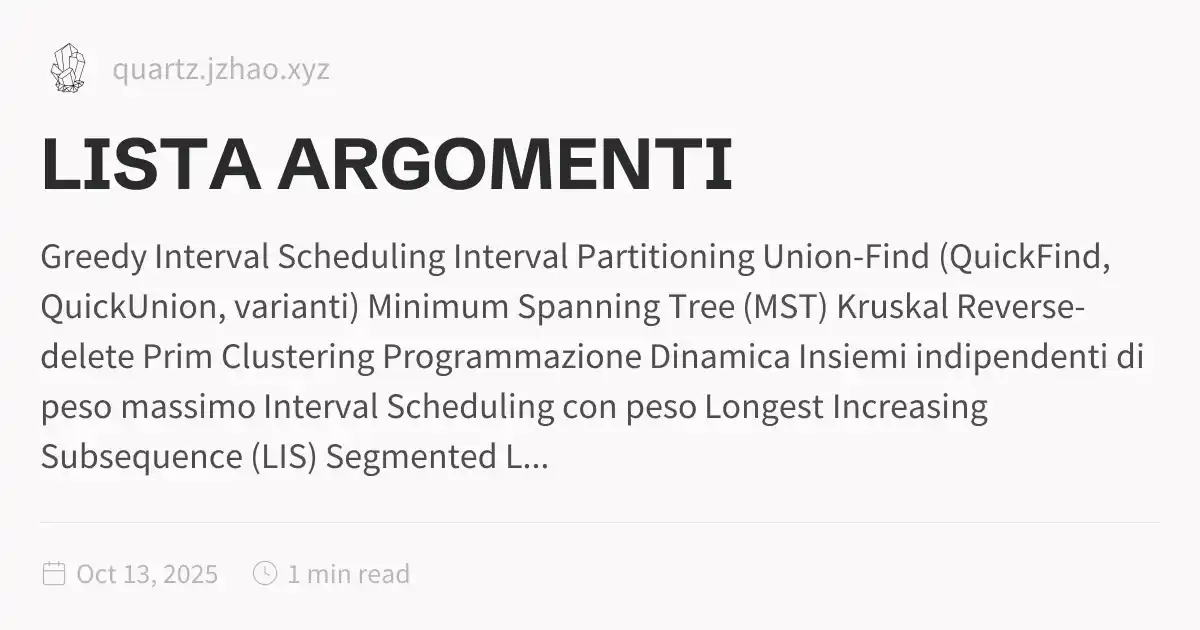 quartz.jzhao.xyz
LISTA ARGOMENTI
Greedy Interval Scheduling Interval Partitioning Union-Find (QuickFind,
QuickUnion, varianti) Minimum Spanning Tree (MST) Kruskal Reverse-
delete Prim Clustering Programmazione Dinamica Insiemi indipendenti di
peso massimo Interval Scheduling con peso Longest Increasing
Subsequence (LIS) Segmented L...
Oct 13, 2025 1 min read